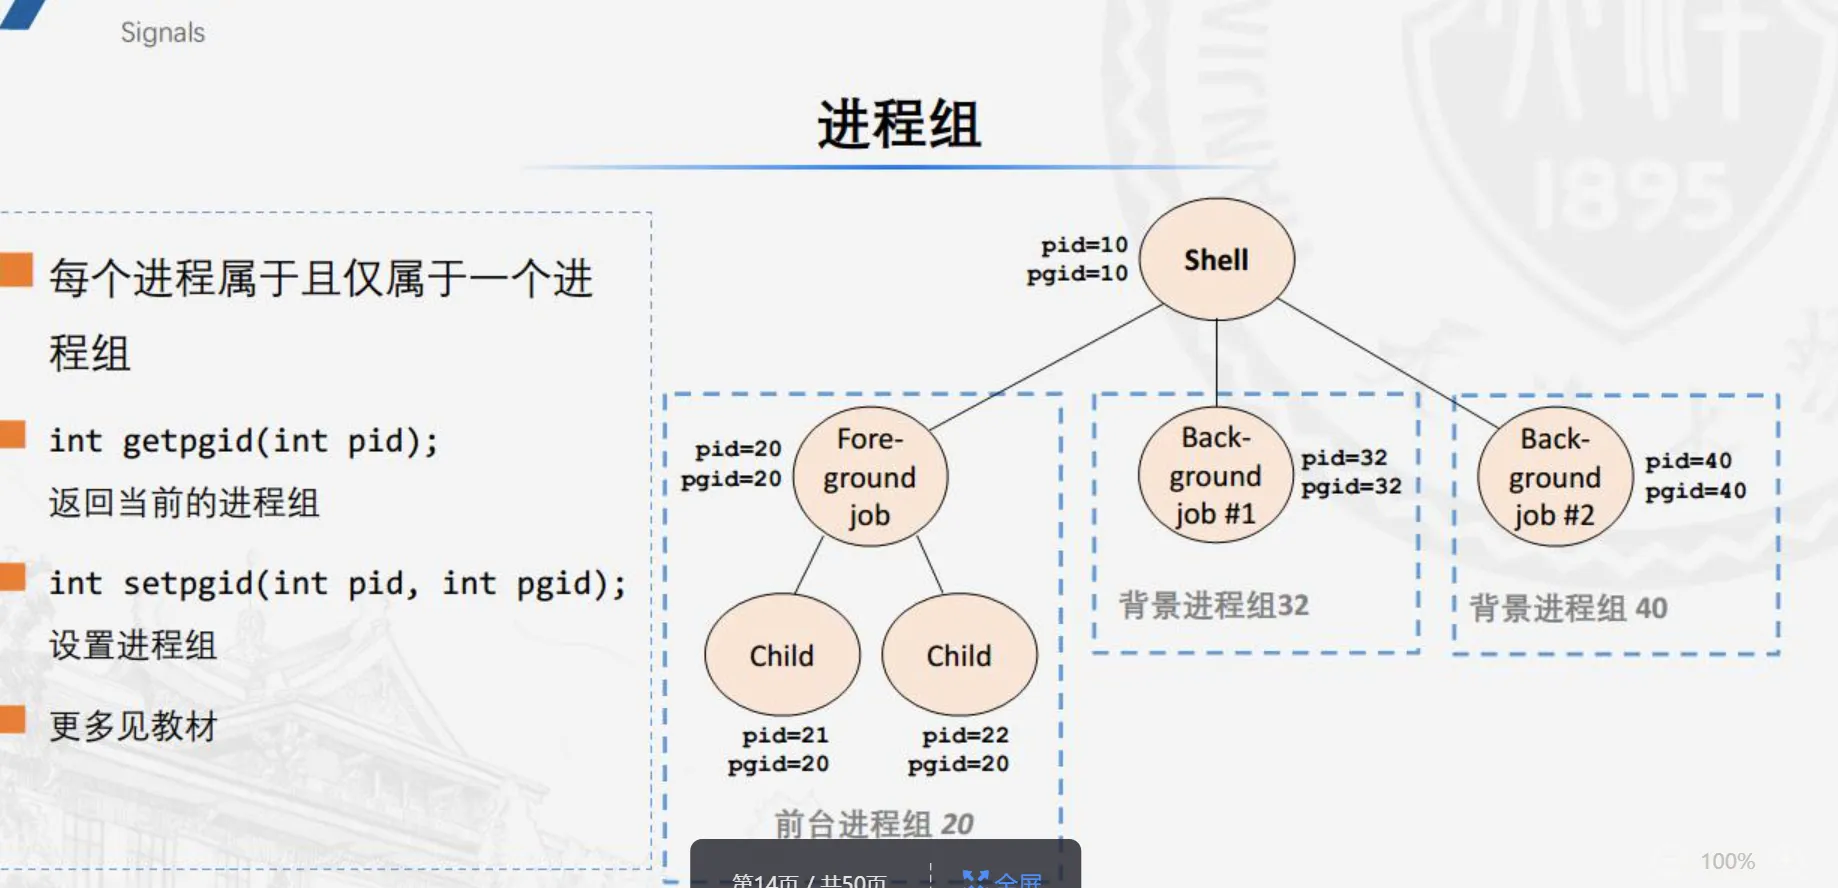 Signals
进程组
每个进程属于且仅属于一个进
程组
int getpgid(int pid);
返回当前的进程组
int setpgid(int pid, int pgid);
设置进程组
更多见教材
pid=10
pgid=10
Shell
pid=20
pgid=20
Fore-
ground
job
Back-
ground
job #1
pid=32
pgid=32
Back-
ground
job #2
pid=40
pgid=40
背景进程组32
背景进程组 40
Child
Child
pid=21
pgid=20
pid=22
pgid=20
前台进程组 20
第14页 / 共50页
全屏
100%
1895